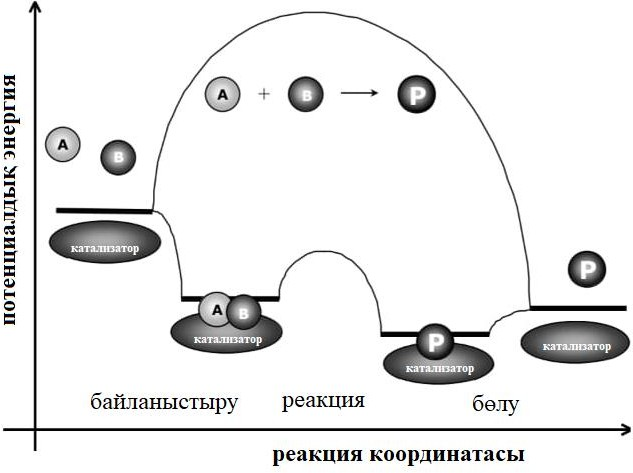 потенциалдық энергия
A + B → P
A
B
катализатор
A B
катализатор
P
катализатор
P
катализатор
байланыстыру реакция бөлу
реакция координатасы